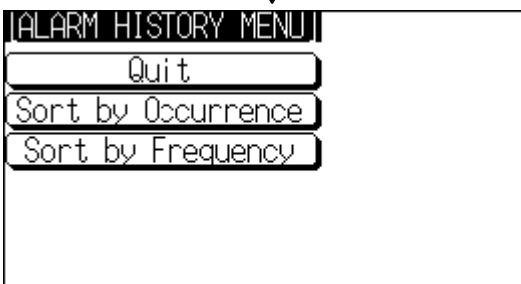 [ALARM HISTORY MENU]
Quit
Sort by Occurrence
Sort by Frequency